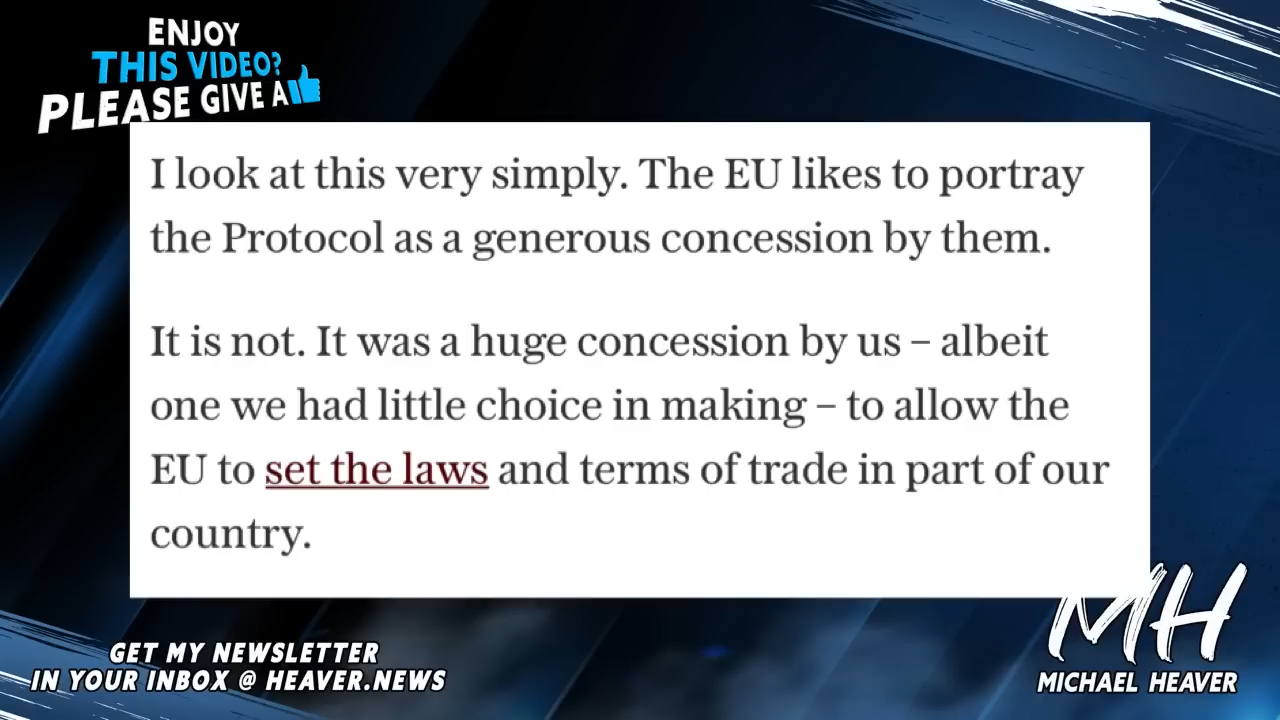 ENJOY
THIS VIDEO?
PLEASE GIVE A
I look at this very simply. The EU likes to portray
the Protocol as a generous concession by them.
It is not. It was a huge concession by us – albeit
one we had little choice in making – to allow the
EU to set the laws and terms of trade in part of our
country.
MH
MICHAEL HEAVER
GET MY NEWSLETTER
IN YOUR INBOX @ HEAVER.NEWS